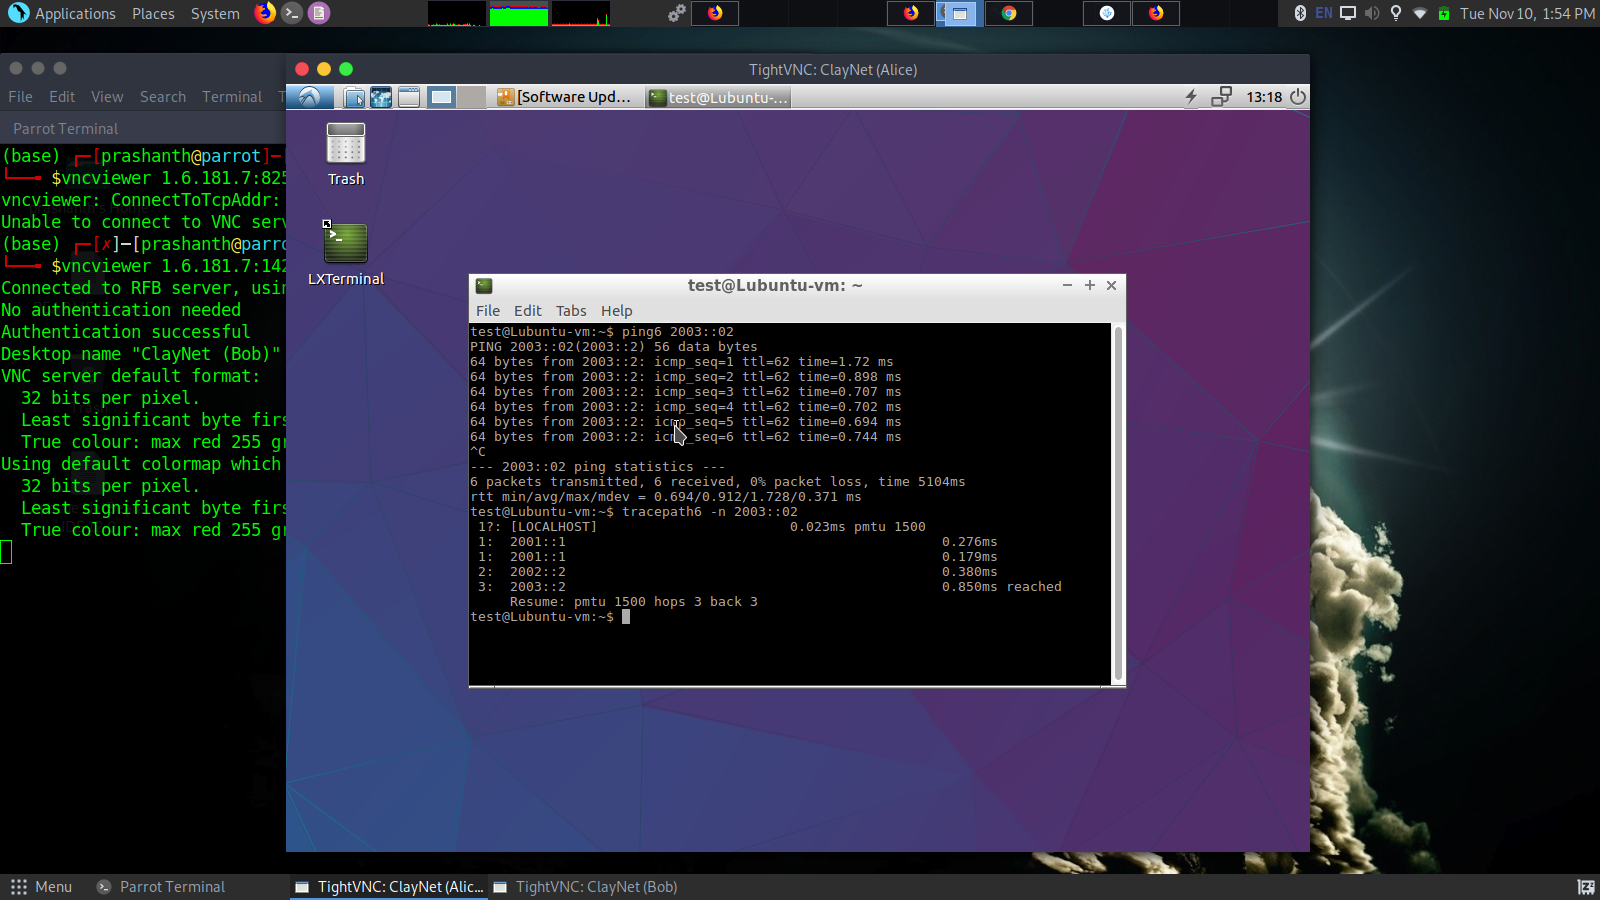 Applications Places System
EN Tue Nov 10, 1:54 PM
TightVNC: ClayNet (Alice)
File Edit View Search Terminal T
Parrot Terminal
(base) ┌─[prashanth@parrot]─
└──╼ $vncviewer 1.6.181.7:825
vncviewer: ConnectToTcpAddr:
Unable to connect to VNC serv
(base) ┌─[✗]─[prashanth@parro
└──╼ $vncviewer 1.6.181.7:142
Connected to RFB server, usin
No authentication needed
Authentication successful
Desktop name "ClayNet (Bob)"
VNC server default format:
32 bits per pixel.
Least significant byte firs
True colour: max red 255 gr
Using default colormap which
32 bits per pixel.
Least significant byte firs
True colour: max red 255 gr
[Software Upd... test@Lubuntu-... 13:18
Trash
LXTerminal
test@Lubuntu-vm: ~
File Edit Tabs Help
test@Lubuntu-vm:~$ ping6 2003::02
PING 2003::02(2003::2) 56 data bytes
64 bytes from 2003::2: icmp_seq=1 ttl=62 time=1.72 ms
64 bytes from 2003::2: icmp_seq=2 ttl=62 time=0.898 ms
64 bytes from 2003::2: icmp_seq=3 ttl=62 time=0.707 ms
64 bytes from 2003::2: icmp_seq=4 ttl=62 time=0.702 ms
64 bytes from 2003::2: icmp_seq=5 ttl=62 time=0.694 ms
64 bytes from 2003::2: icmp_seq=6 ttl=62 time=0.744 ms
^C
--- 2003::02 ping statistics ---
6 packets transmitted, 6 received, 0% packet loss, time 5104ms
rtt min/avg/max/mdev = 0.694/0.912/1.728/0.371 ms
test@Lubuntu-vm:~$ tracepath6 -n 2003::02
1?: [LOCALHOST] 0.023ms pmtu 1500
1: 2001::1 0.276ms
1: 2001::1 0.179ms
2: 2002::2 0.380ms
3: 2003::2 0.850ms reached
Resume: pmtu 1500 hops 3 back 3
test@Lubuntu-vm:~$
Menu Parrot Terminal TightVNC: ClayNet (Alic... TightVNC: ClayNet (Bob)